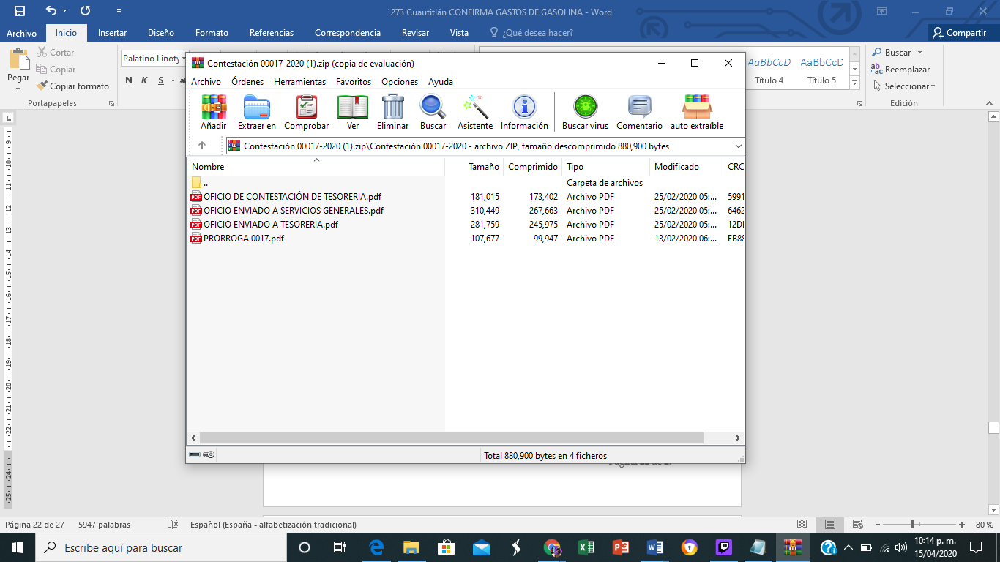 1273 Cuautitlán CONFIRMA GASTOS DE GASOLINA - Word
Archivo Inicio Insertar Diseño Formato Referencias Correspondencia Revisar Vista ¿Qué desea hacer? Compartir
Pegar
Cortar
Copiar
Copiar formato
Portapapeles
Palatino Linoty
N K S
AaBbCcD AaBbCcD
Título 4 Título 5
Buscar
Reemplazar
Seleccionar
Edición
Contestación 00017-2020 (1).zip (copia de evaluación)
Archivo Órdenes Herramientas Favoritos Opciones Ayuda
Añadir Extraer en Comprobar Ver Eliminar Buscar Asistente Información Buscar virus Comentario auto extraíble
Contestación 00017-2020 (1).zip\Contestación 00017-2020 - archivo ZIP, tamaño descomprimido 880,900 bytes
Nombre Tamaño Comprimido Tipo Modificado CRC
.. Carpeta de archivos
OFICIO DE CONTESTACIÓN DE TESORERIA.pdf 181,015 173,402 Archivo PDF 25/02/2020 05:... 5991
OFICIO ENVIADO A SERVICIOS GENERALES.pdf 310,449 267,663 Archivo PDF 25/02/2020 05:... 6462
OFICIO ENVIADO A TESORERIA.pdf 281,759 245,975 Archivo PDF 25/02/2020 05:...
PRORROGA 0017.pdf 107,677 99,947 Archivo PDF 13/02/2020 06:...
Total 880,900 bytes en 4 ficheros
Página 22 de 27 5947 palabras Español (España - alfabetización tradicional) 80 %
Escribe aquí para buscar
10:14 p. m.
15/04/2020